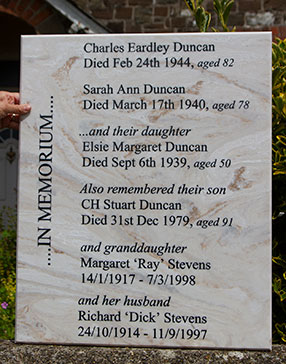 .....IN MEMORIUM.....
Charles Eardley Duncan
Died Feb 24th 1944, aged 82
Sarah Ann Duncan
Died March 17th 1940, aged 78
...and their daughter
Elsie Margaret Duncan
Died Sept 6th 1939, aged 50
Also remembered their son
CH Stuart Duncan
Died 31st Dec 1979, aged 91
and granddaughter
Margaret ‘Ray’ Stevens
14/1/1917 - 7/3/1998
and her husband
Richard ‘Dick’ Stevens
24/10/1914 - 11/9/1997